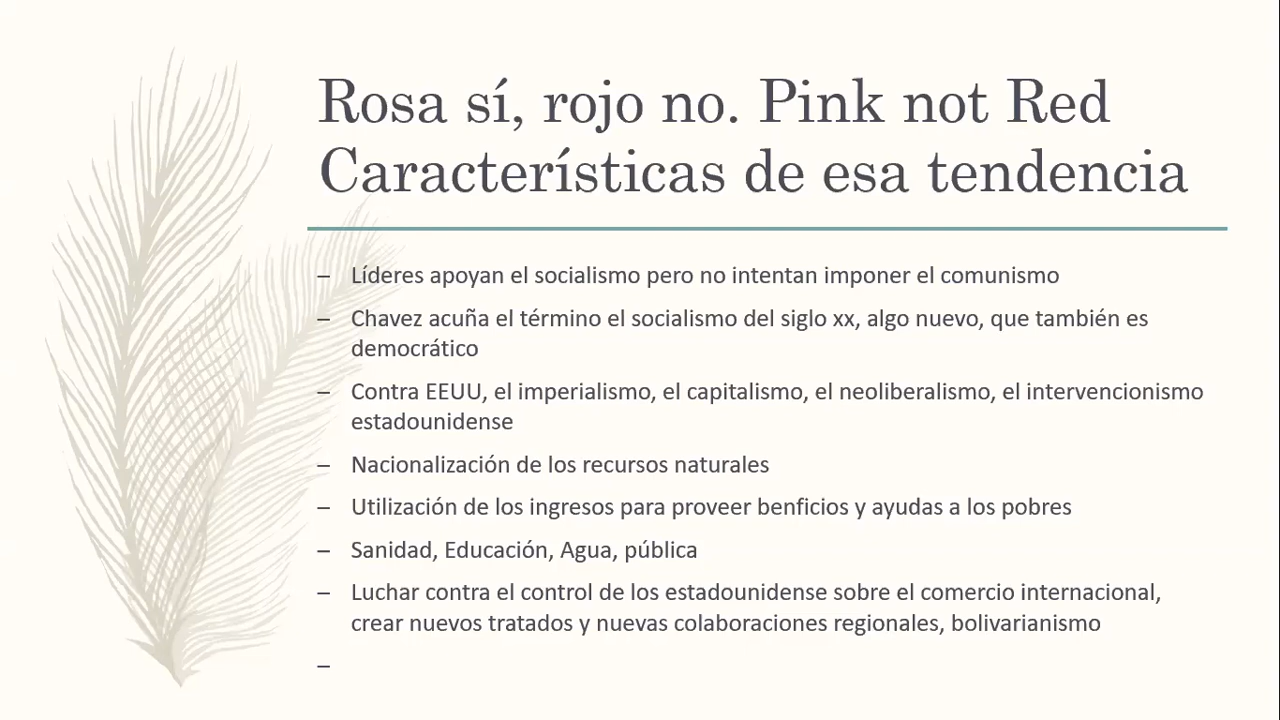 Rosa sí, rojo no. Pink not Red
Características de esa tendencia
– Líderes apoyan el socialismo pero no intentan imponer el comunismo
– Chavez acuña el término el socialismo del siglo xx, algo nuevo, que también es
democrático
– Contra EEUU, el imperialismo, el capitalismo, el neoliberalismo, el intervencionismo
estadounidense
– Nacionalización de los recursos naturales
– Utilización de los ingresos para proveer benficios y ayudas a los pobres
– Sanidad, Educación, Agua, pública
– Luchar contra el control de los estadounidense sobre el comercio internacional,
crear nuevos tratados y nuevas colaboraciones regionales, bolivarianismo
–